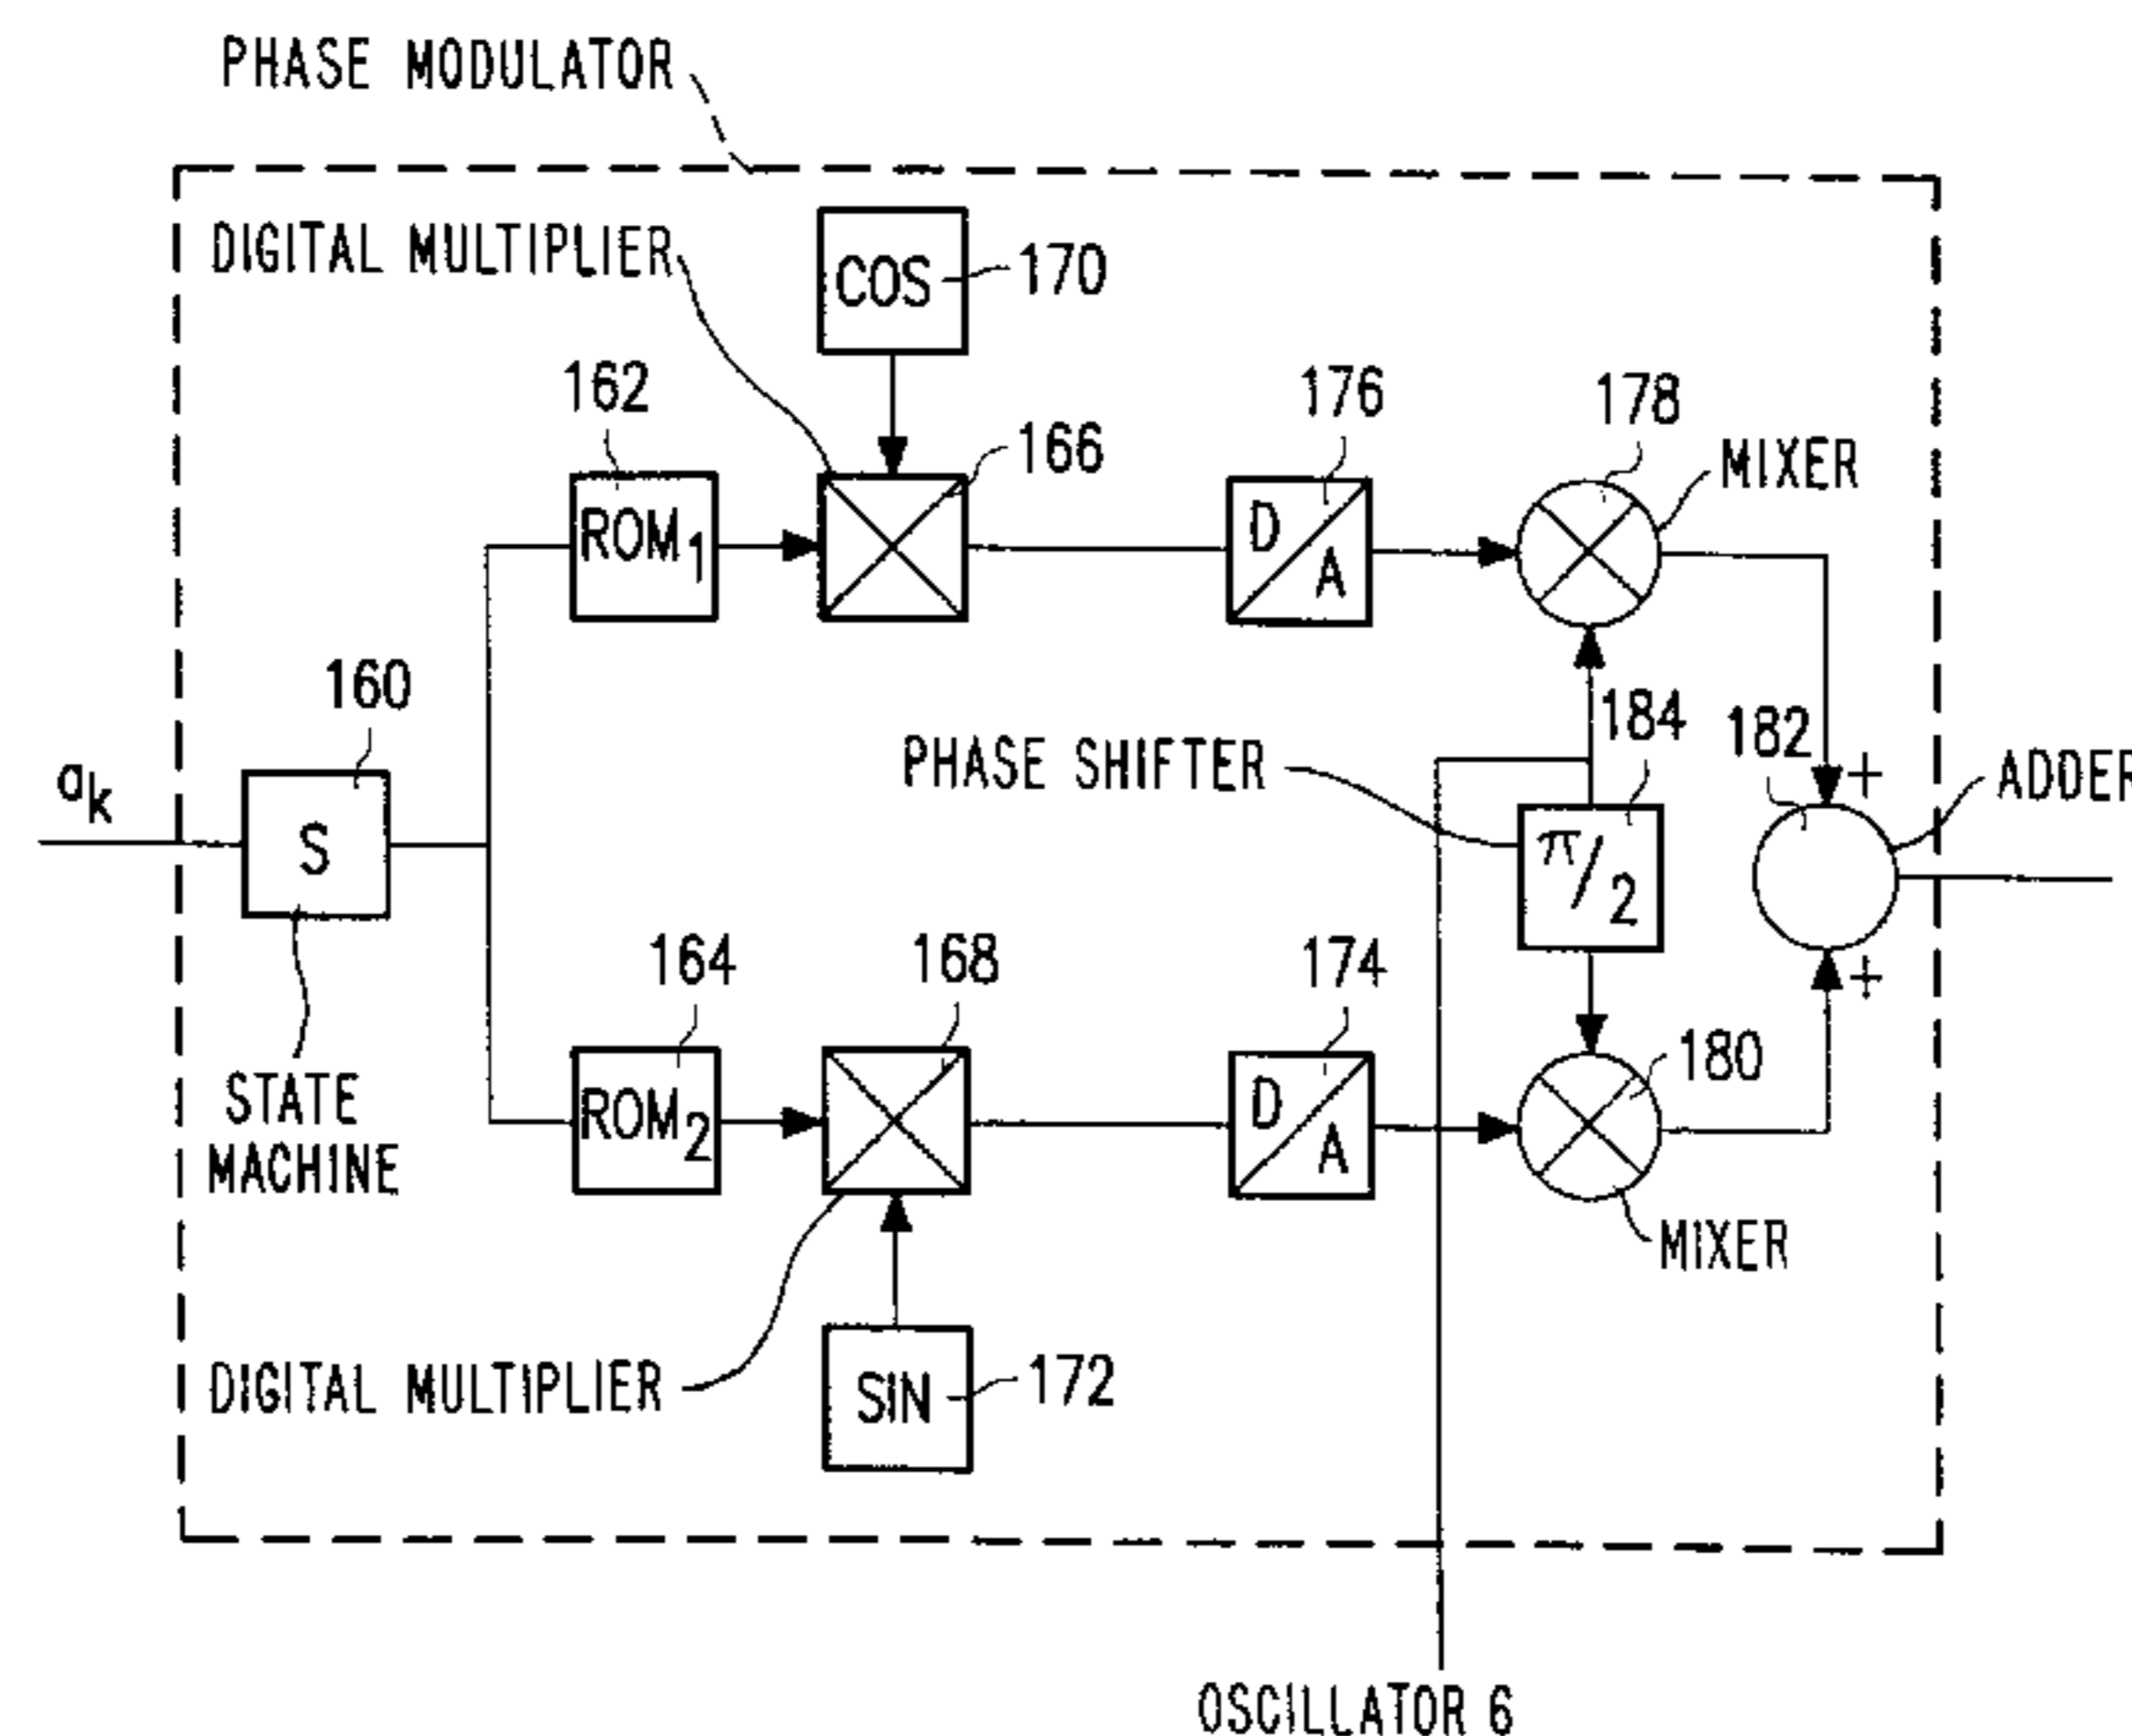 PHASE MODULATOR
DIGITAL MULTIPLIER
COS
170
162
166
176
178
MIXER
ROM1
D/A
160
184
182
+
PHASE SHIFTER
ADDER
ak
S
π/2
164
168
174
+
180
STATE
MACHINE
ROM2
D/A
MIXER
DIGITAL MULTIPLIER
SIN
172
OSCILLATOR 6